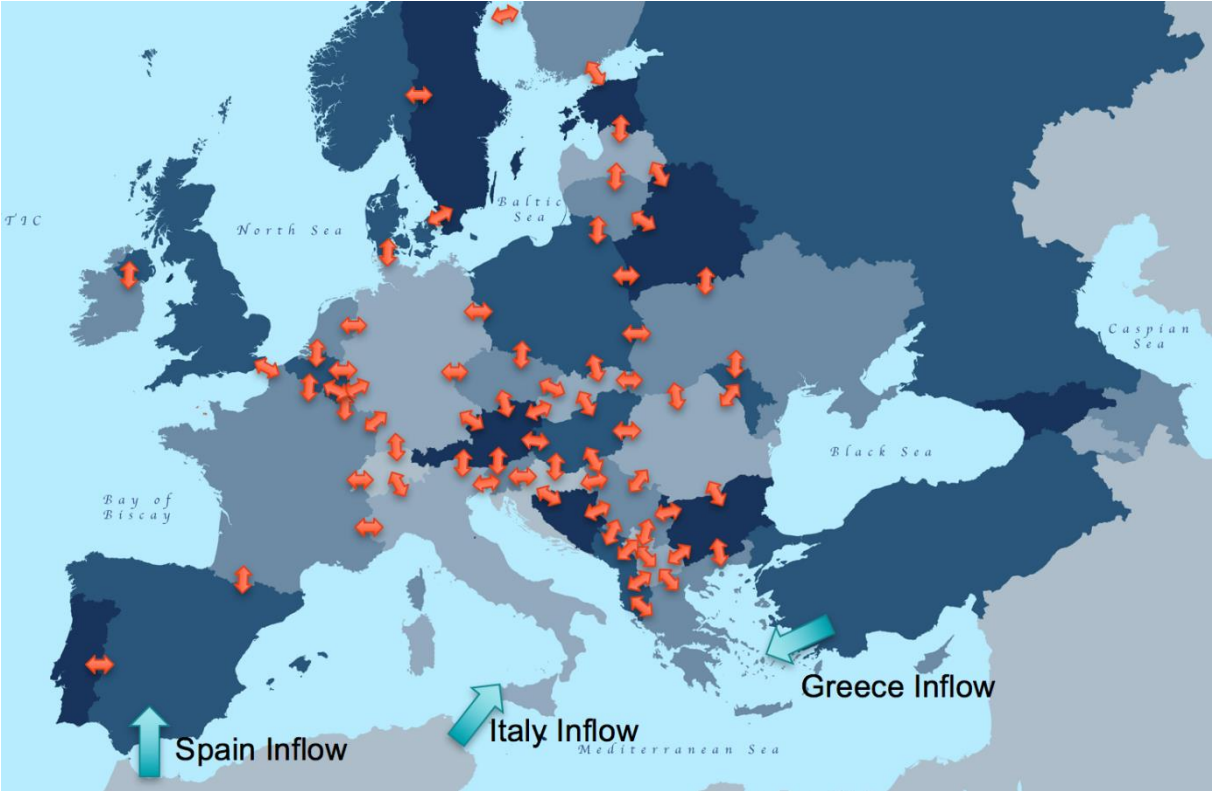 Baltic
Sea
TIC
North Sea
Caspian
Sea
Black Sea
Bay of
Biscay
Greece Inflow
Italy Inflow
Spain Inflow
Mediterranean Sea